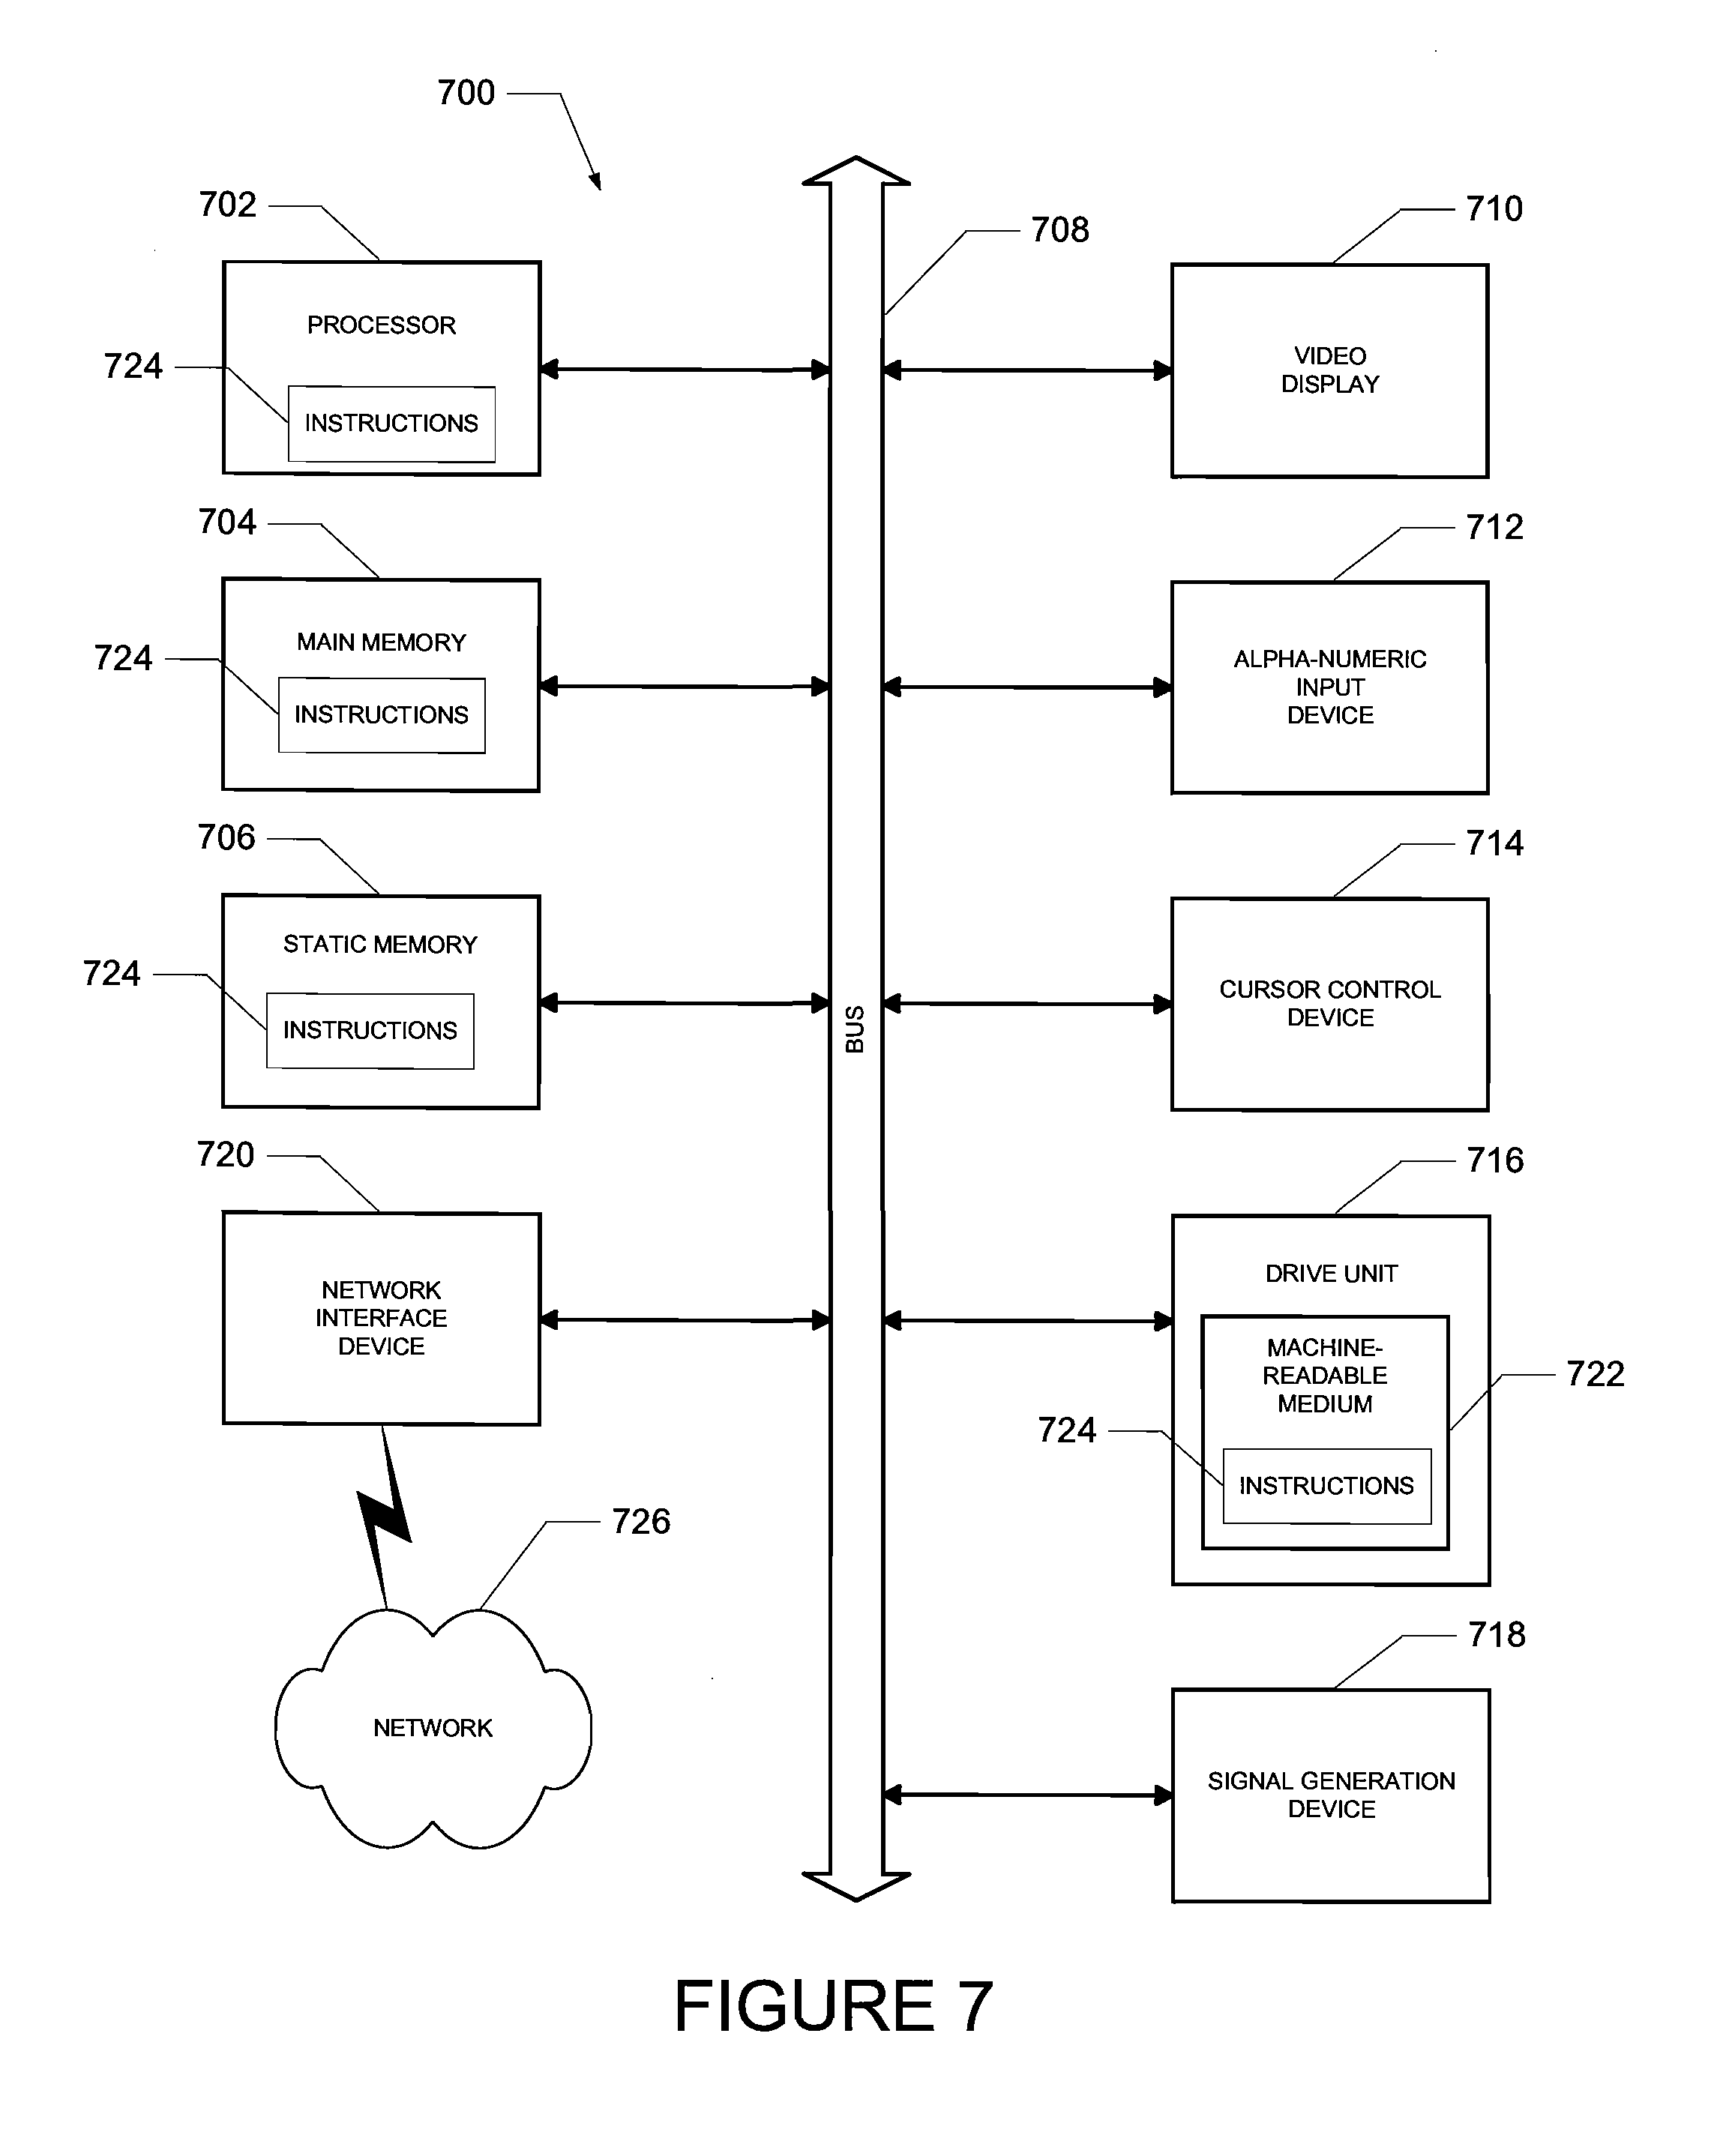 700
702
PROCESSOR
724
INSTRUCTIONS
704
MAIN MEMORY
724
INSTRUCTIONS
706
STATIC MEMORY
724
INSTRUCTIONS
720
NETWORK
INTERFACE
DEVICE
726
NETWORK
708
BUS
710
VIDEO
DISPLAY
712
ALPHA-NUMERIC
INPUT
DEVICE
714
CURSOR CONTROL
DEVICE
716
DRIVE UNIT
MACHINE-
READABLE
MEDIUM
722
724
INSTRUCTIONS
718
SIGNAL GENERATION
DEVICE
FIGURE 7